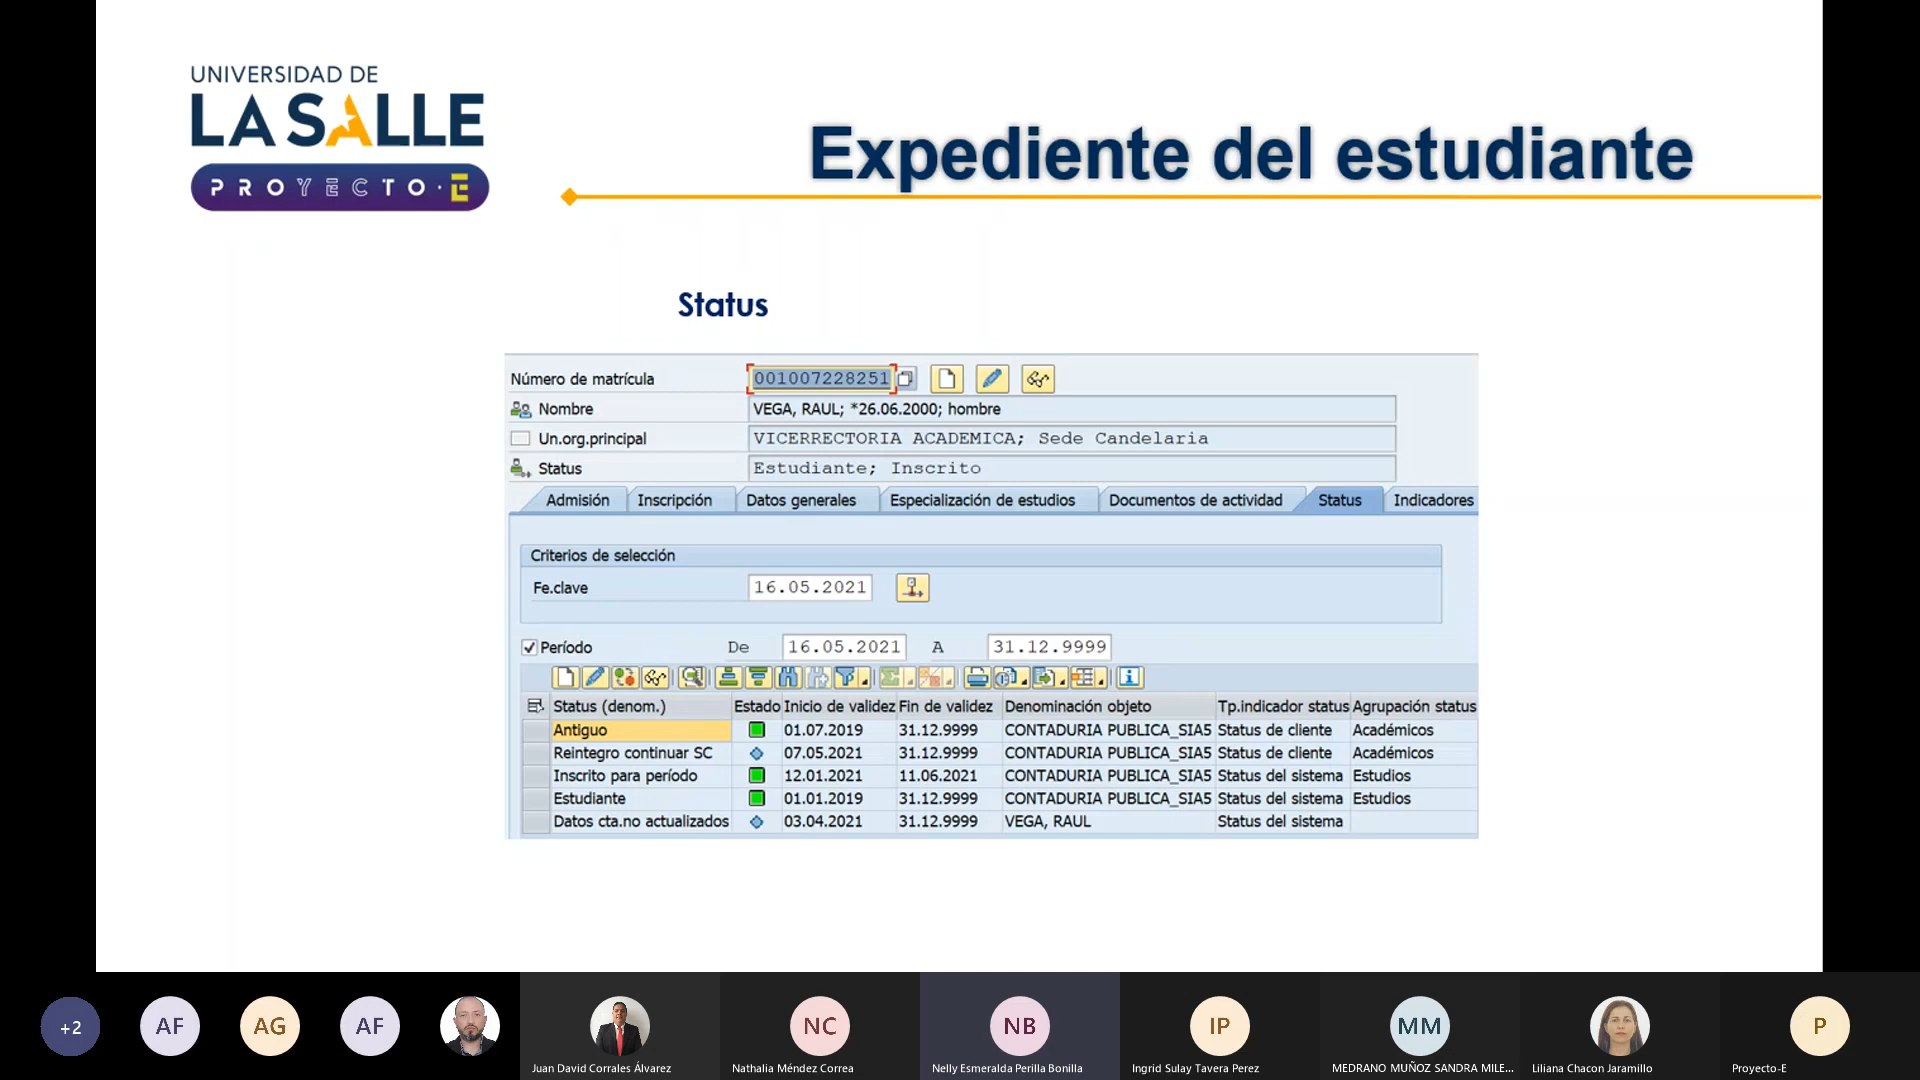 UNIVERSIDAD DE
LA SALLE
PROYECTO·E
Expediente del estudiante
Status
Número de matrícula 001007228251
Nombre VEGA, RAUL; *26.06.2000; hombre
Un.org.principal VICERRECTORIA ACADEMICA; Sede Candelaria
Status Estudiante; Inscrito
Admisión Inscripción Datos generales Especialización de estudios Documentos de actividad Status Indicadores
Criterios de selección
Fe.clave 16.05.2021
Período De 16.05.2021 A 31.12.9999
Status (denom.) Estado Inicio de validez Fin de validez Denominación objeto Tp.indicador status Agrupación status
Antiguo 01.07.2019 31.12.9999 CONTADURIA PUBLICA_SIA5 Status de cliente Académicos
Reintegro continuar SC 07.05.2021 31.12.9999 CONTADURIA PUBLICA_SIA5 Status de cliente Académicos
Inscrito para período 12.01.2021 11.06.2021 CONTADURIA PUBLICA_SIA5 Status del sistema Estudios
Estudiante 01.01.2019 31.12.9999 CONTADURIA PUBLICA_SIA5 Status del sistema Estudios
Datos cta.no actualizados 03.04.2021 31.12.9999 VEGA, RAUL Status del sistema
+2 AF AG AF NC NB IP MM P
Juan David Corrales Álvarez Nathalia Méndez Correa Nelly Esmeralda Perilla Bonilla Ingrid Sulay Tavera Perez MEDRANO MUÑOZ SANDRA MILE... Liliana Chacon Jaramillo Proyecto-E